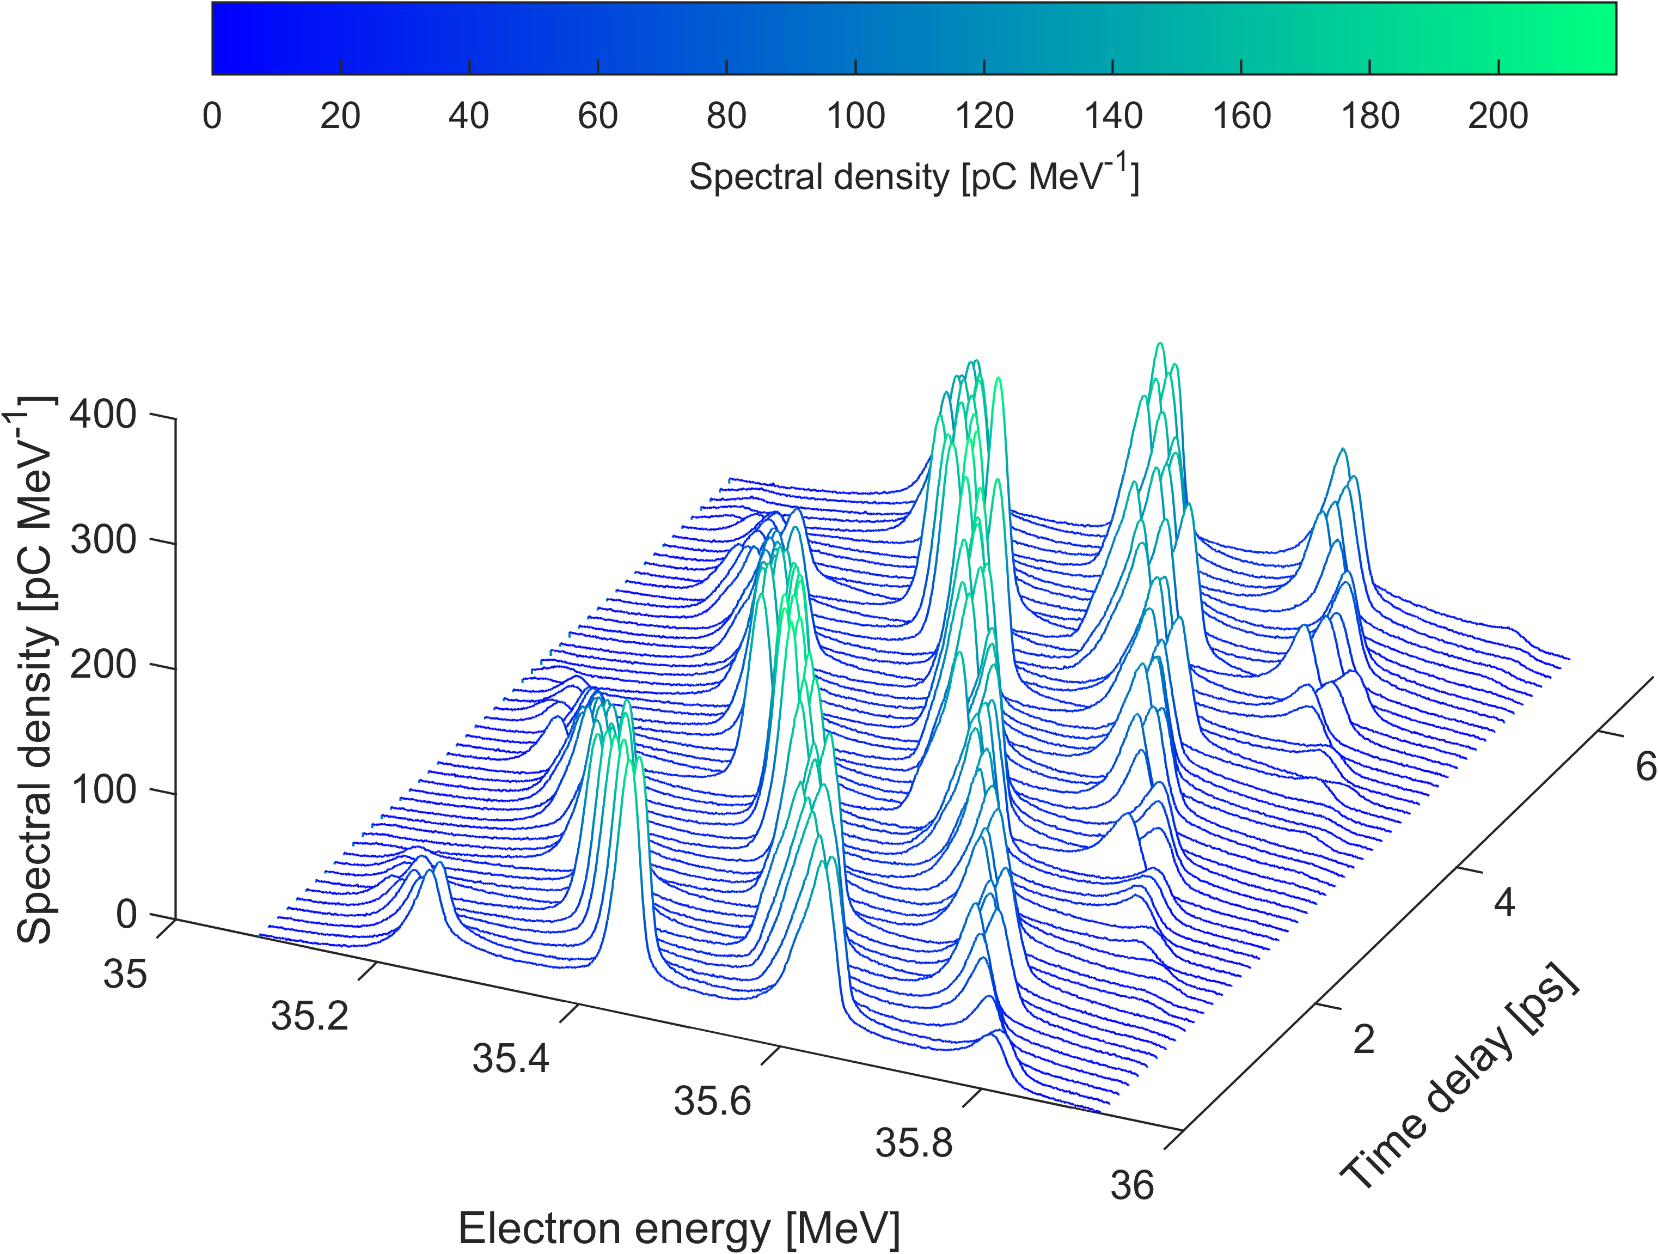 0 20 40 60 80 100 120 140 160 180 200
Spectral density [pC MeV⁻¹]
400
300
200
100
0
Spectral density [pC MeV⁻¹]
35 35.2 35.4 35.6 35.8 36
Electron energy [MeV]
2 4 6
Time delay [ps]